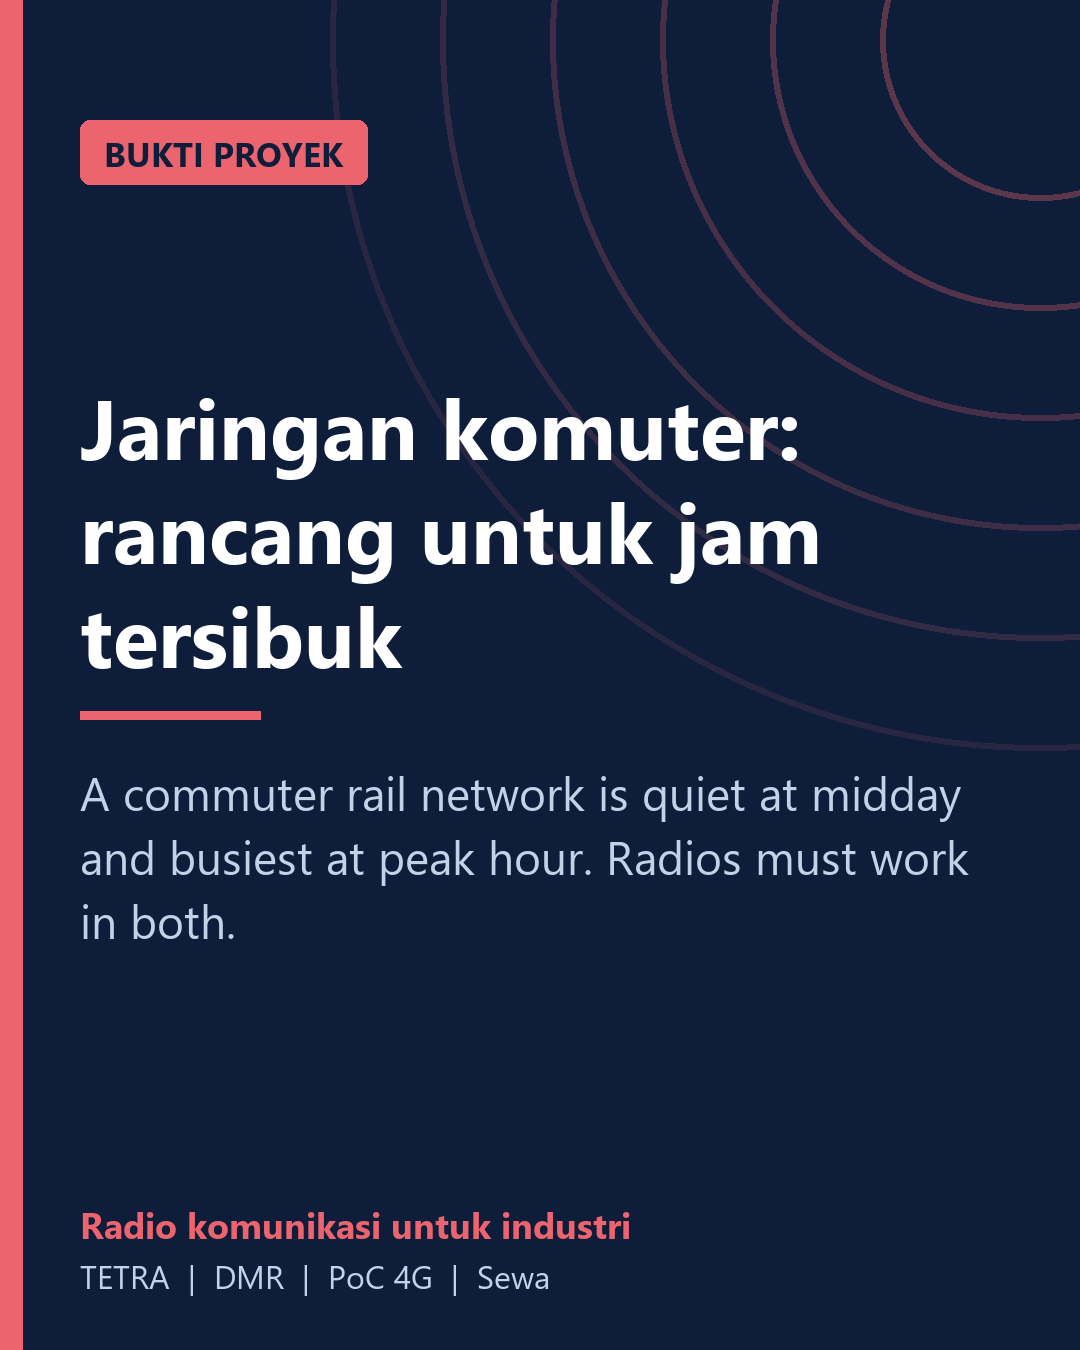 BUKTI PROYEK
Jaringan komuter:
rancang untuk jam
tersibuk
A commuter rail network is quiet at midday
and busiest at peak hour. Radios must work
in both.
Radio komunikasi untuk industri
TETRA | DMR | PoC 4G | Sewa